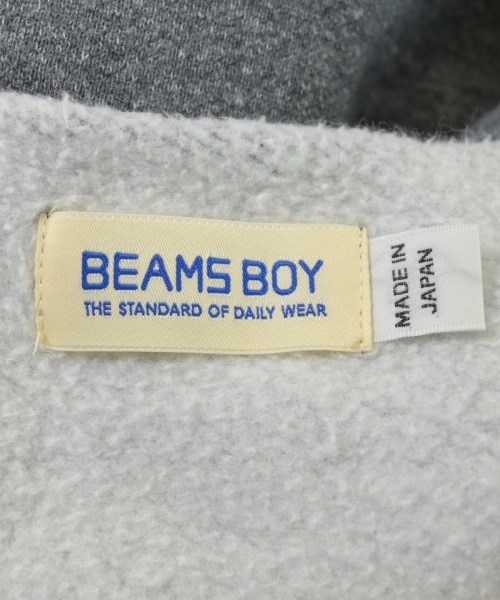 BEAMS BOY
THE STANDARD OF DAILY WEAR
MADE IN
JAPAN